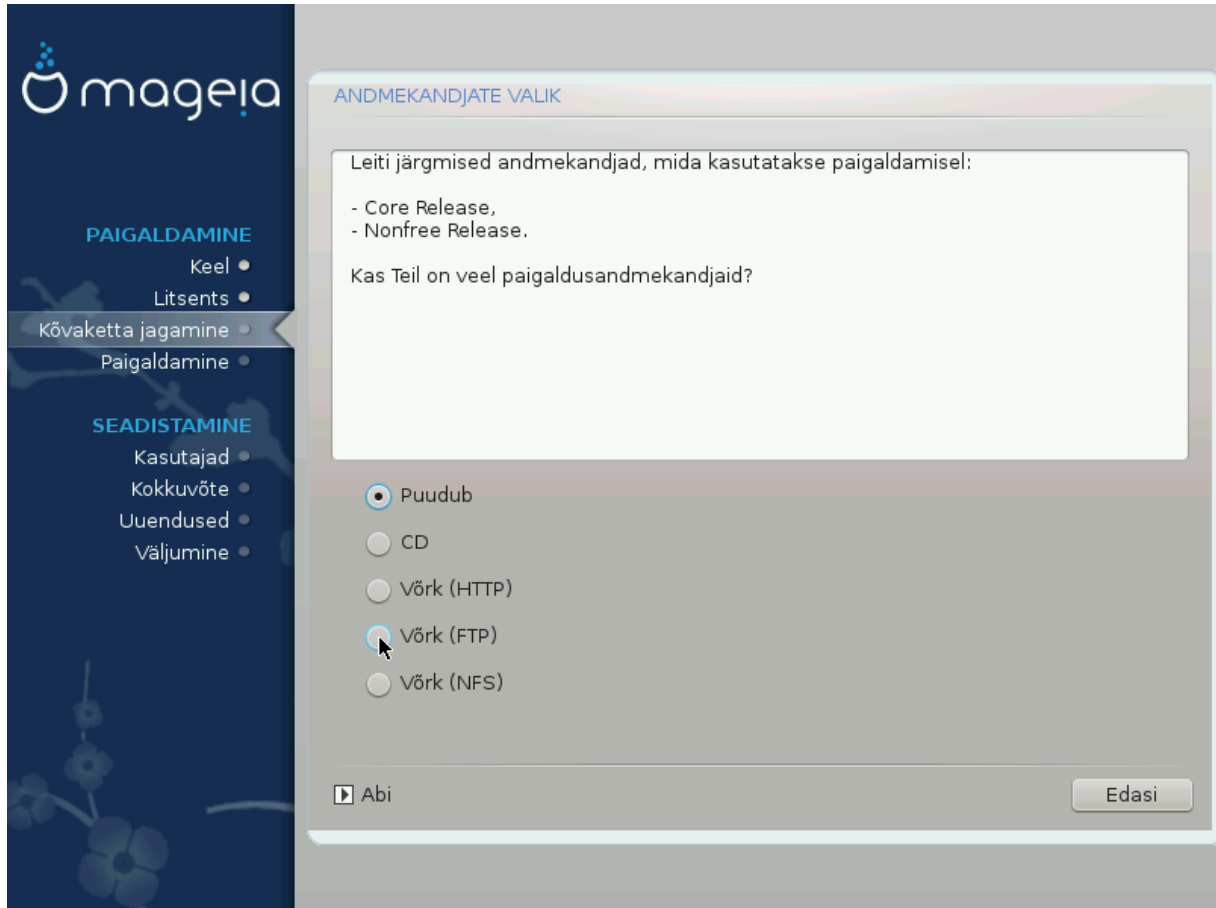 mageia
PAIGALDAMINE
Keel
Litsents
Kõvaketta jagamine
Paigaldamine
SEADISTAMINE
Kasutajad
Kokkuvõte
Uuendused
Väljumine
ANDMEKANDJATE VALIK
Leiti järgmised andmekandjad, mida kasutatakse paigaldamisel:
- Core Release,
- Nonfree Release.
Kas Teil on veel paigaldusandmekandjaid?
Puudub
CD
Võrk (HTTP)
Võrk (FTP)
Võrk (NFS)
Abi
Edasi